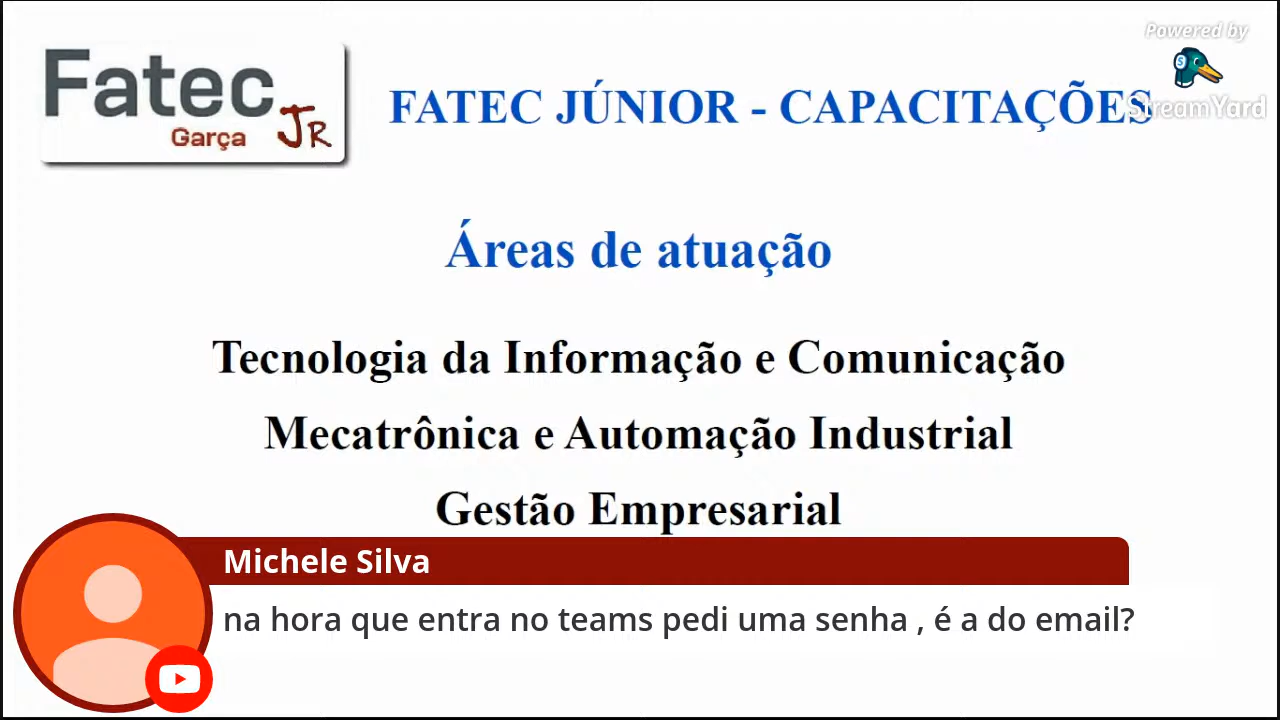 Powered by
StreamYard
Fatec
Garça JR
FATEC JÚNIOR - CAPACITAÇÕES
Áreas de atuação
Tecnologia da Informação e Comunicação
Mecatrônica e Automação Industrial
Gestão Empresarial
Michele Silva
na hora que entra no teams pedi uma senha , é a do email?